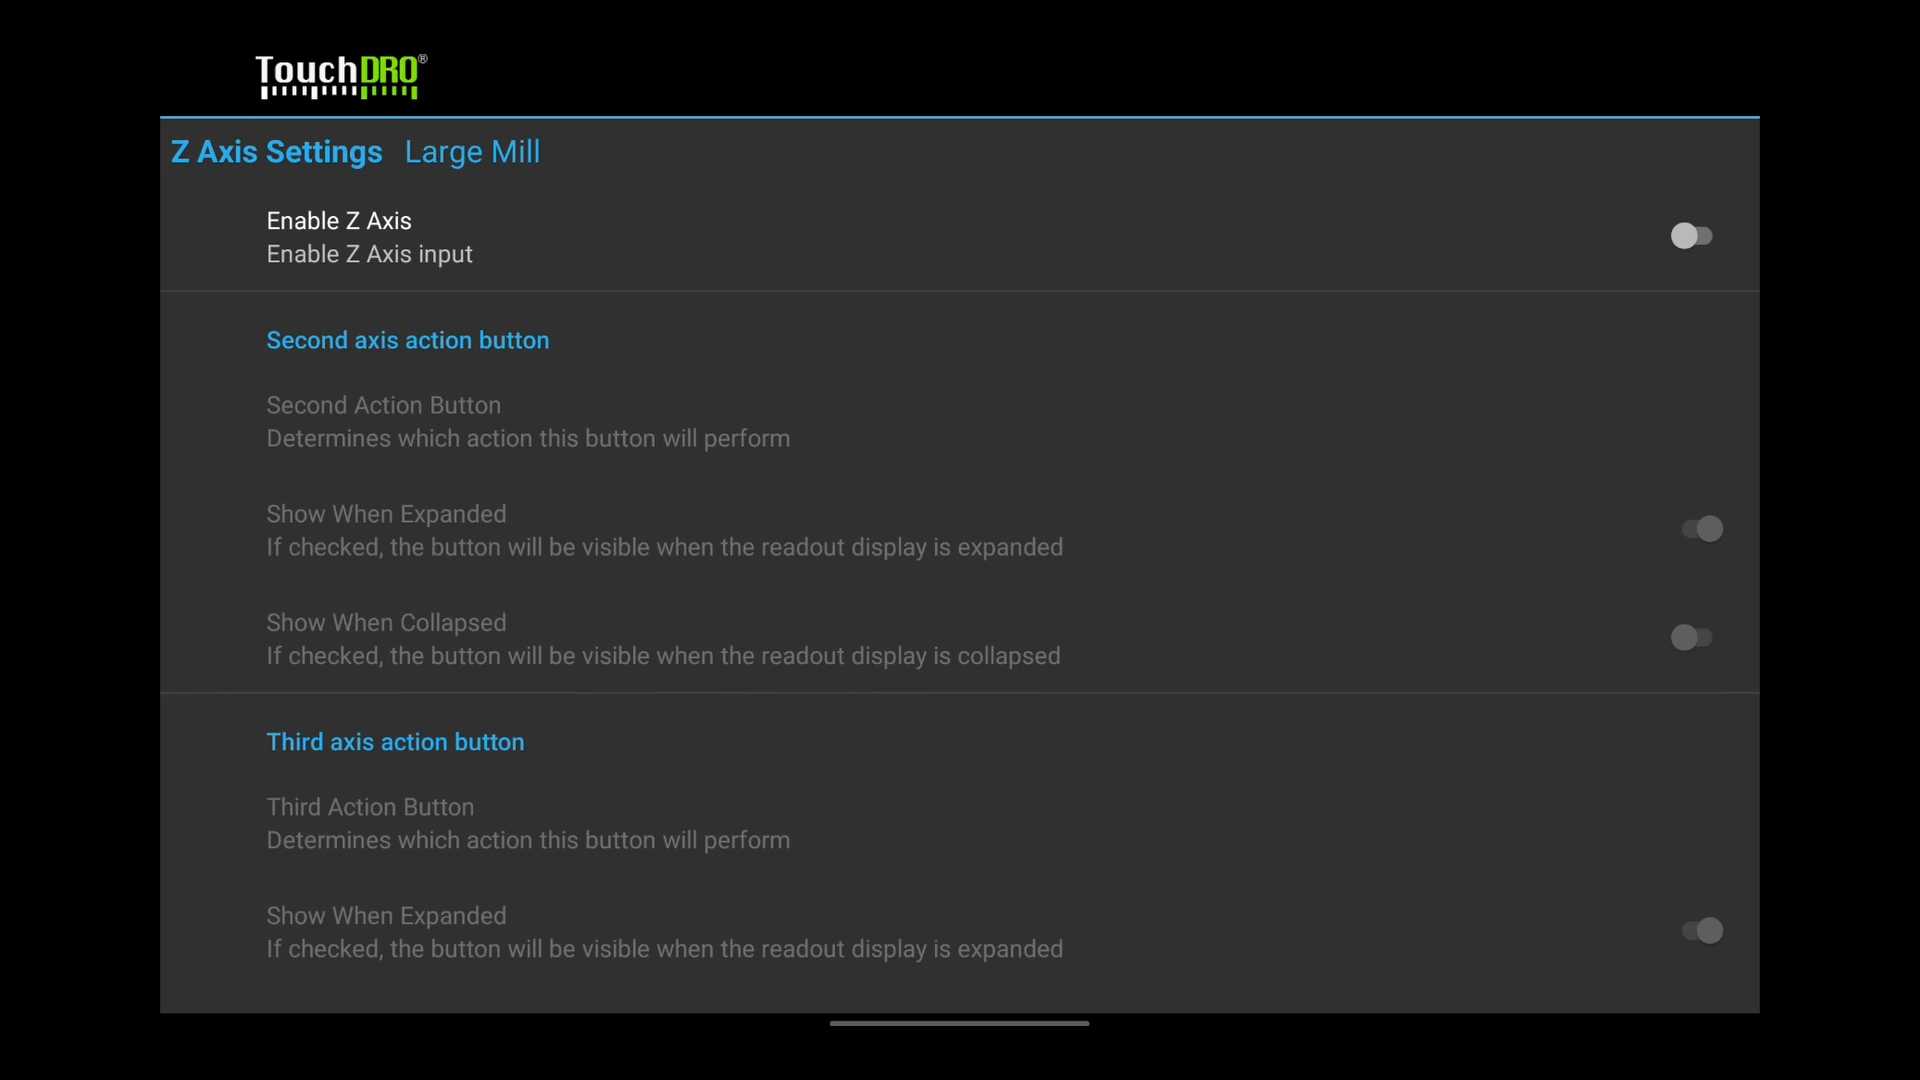 TouchDRO®
Z Axis Settings Large Mill
Enable Z Axis
Enable Z Axis input
Second axis action button
Second Action Button
Determines which action this button will perform
Show When Expanded
If checked, the button will be visible when the readout display is expanded
Show When Collapsed
If checked, the button will be visible when the readout display is collapsed
Third axis action button
Third Action Button
Determines which action this button will perform
Show When Expanded
If checked, the button will be visible when the readout display is expanded